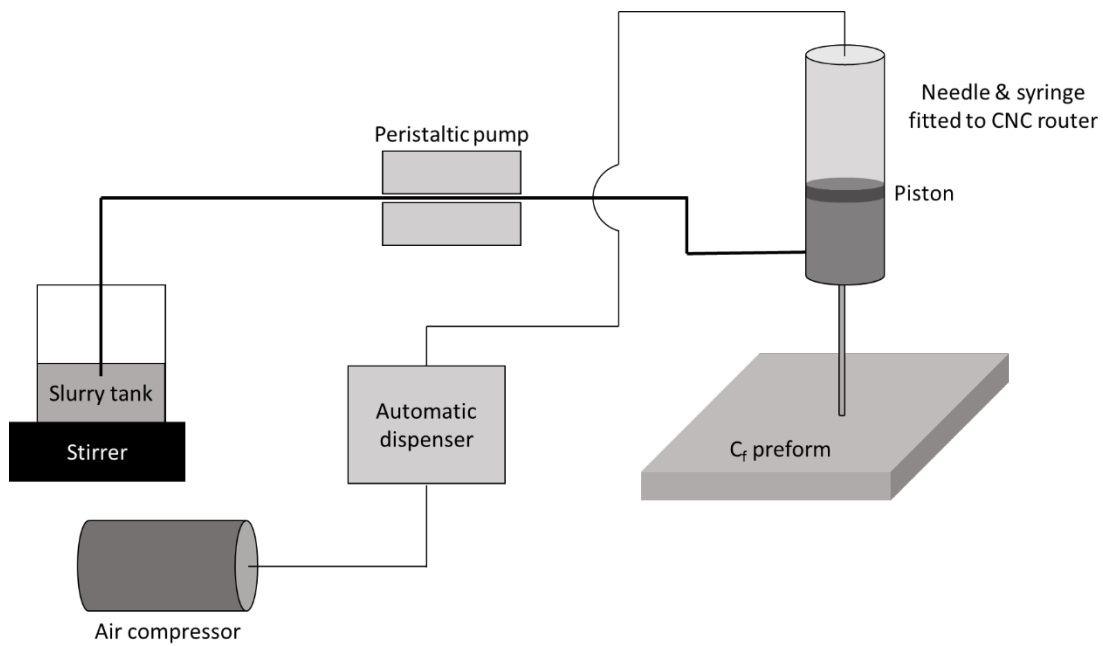 Needle & syringe
fitted to CNC router
Peristaltic pump
Piston
Slurry tank
Stirrer
Automatic
dispenser
Cf preform
Air compressor